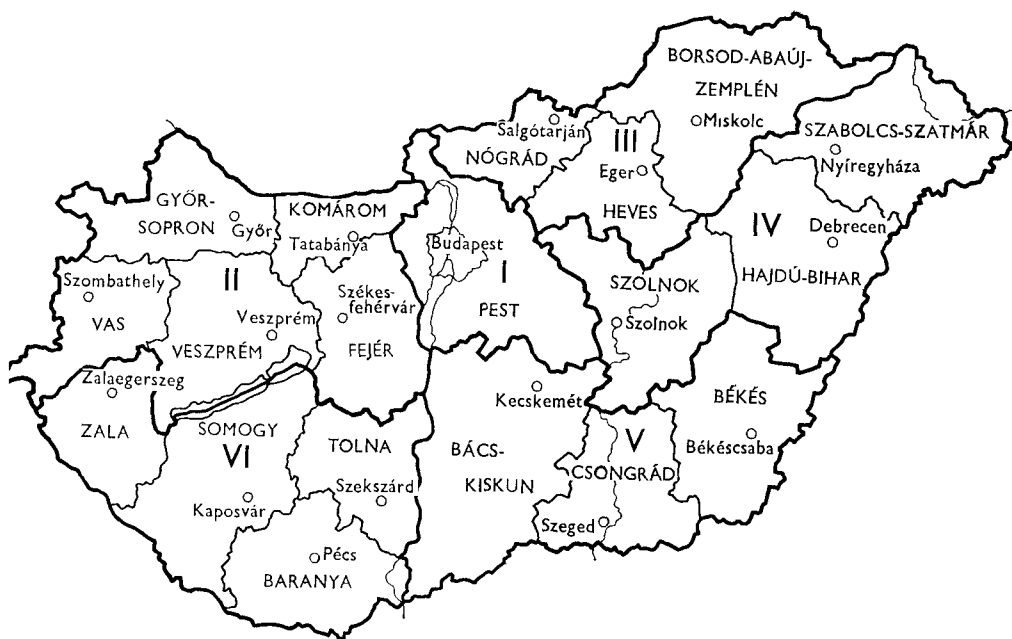 BORSOD-ABAÚJ-
ZEMPLÉN
Miskolc
Salgótarján
NÓGRÁD
III
Eger
HEVES
SZABOLCS-SZATMÁR
Nyíregyháza
IV
Debrecen
HAJDÚ-BIHAR
GYŐR-
SOPRON
Győr
KOMÁROM
Tatabánya
Budapest
I
PEST
SZOLNOK
Szolnok
Szombathely
VAS
II
Veszprém
VESZPRÉM
Székes-
fehérvár
FEJÉR
Zalaegerszeg
ZALA
SOMOGY
VI
Kaposvár
TOLNA
Szekszárd
Pécs
BARANYA
Kecskemét
BÁCS-
KISKUN
V
CSONGRÁD
Szeged
BÉKÉS
Békéscsaba